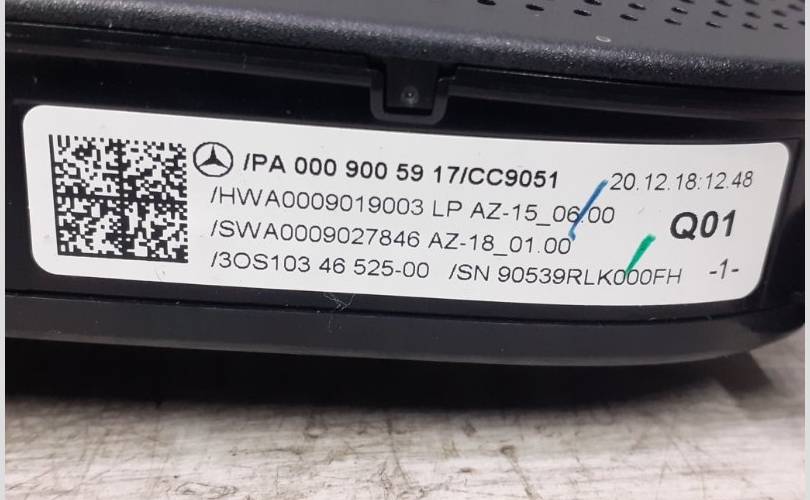 /PA 000 900 59 17/CC9051 20.12.18:12.48
/HWA0009019003 LP AZ-15_06.00
/SWA0009027846 AZ-18_01.00 Q01
/3OS103 46 525-00 /SN 90539RLK000FH -1-